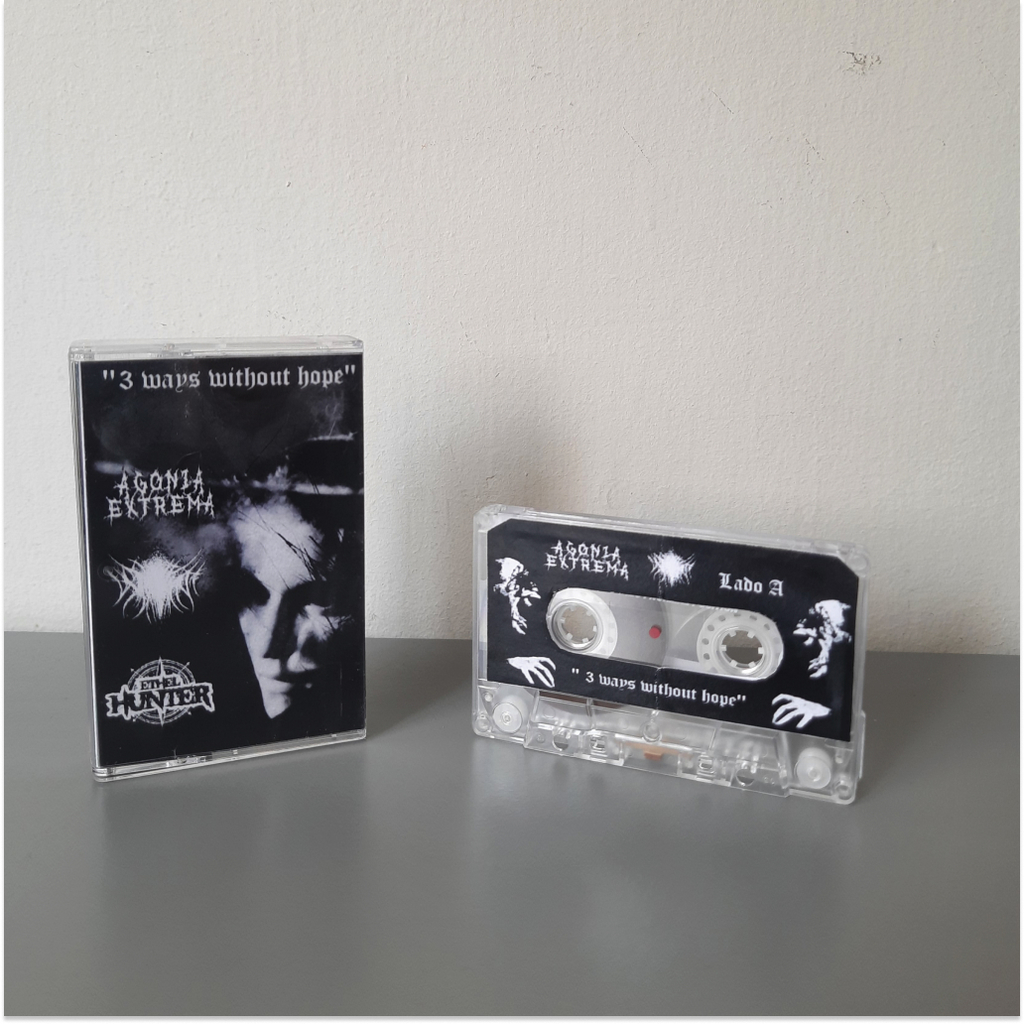 "3 ways without hope"
AGONIA
EXTREMA
ETHEL
HUNTER
AGONIA
EXTREMA
Lado A
" 3 ways without hope"